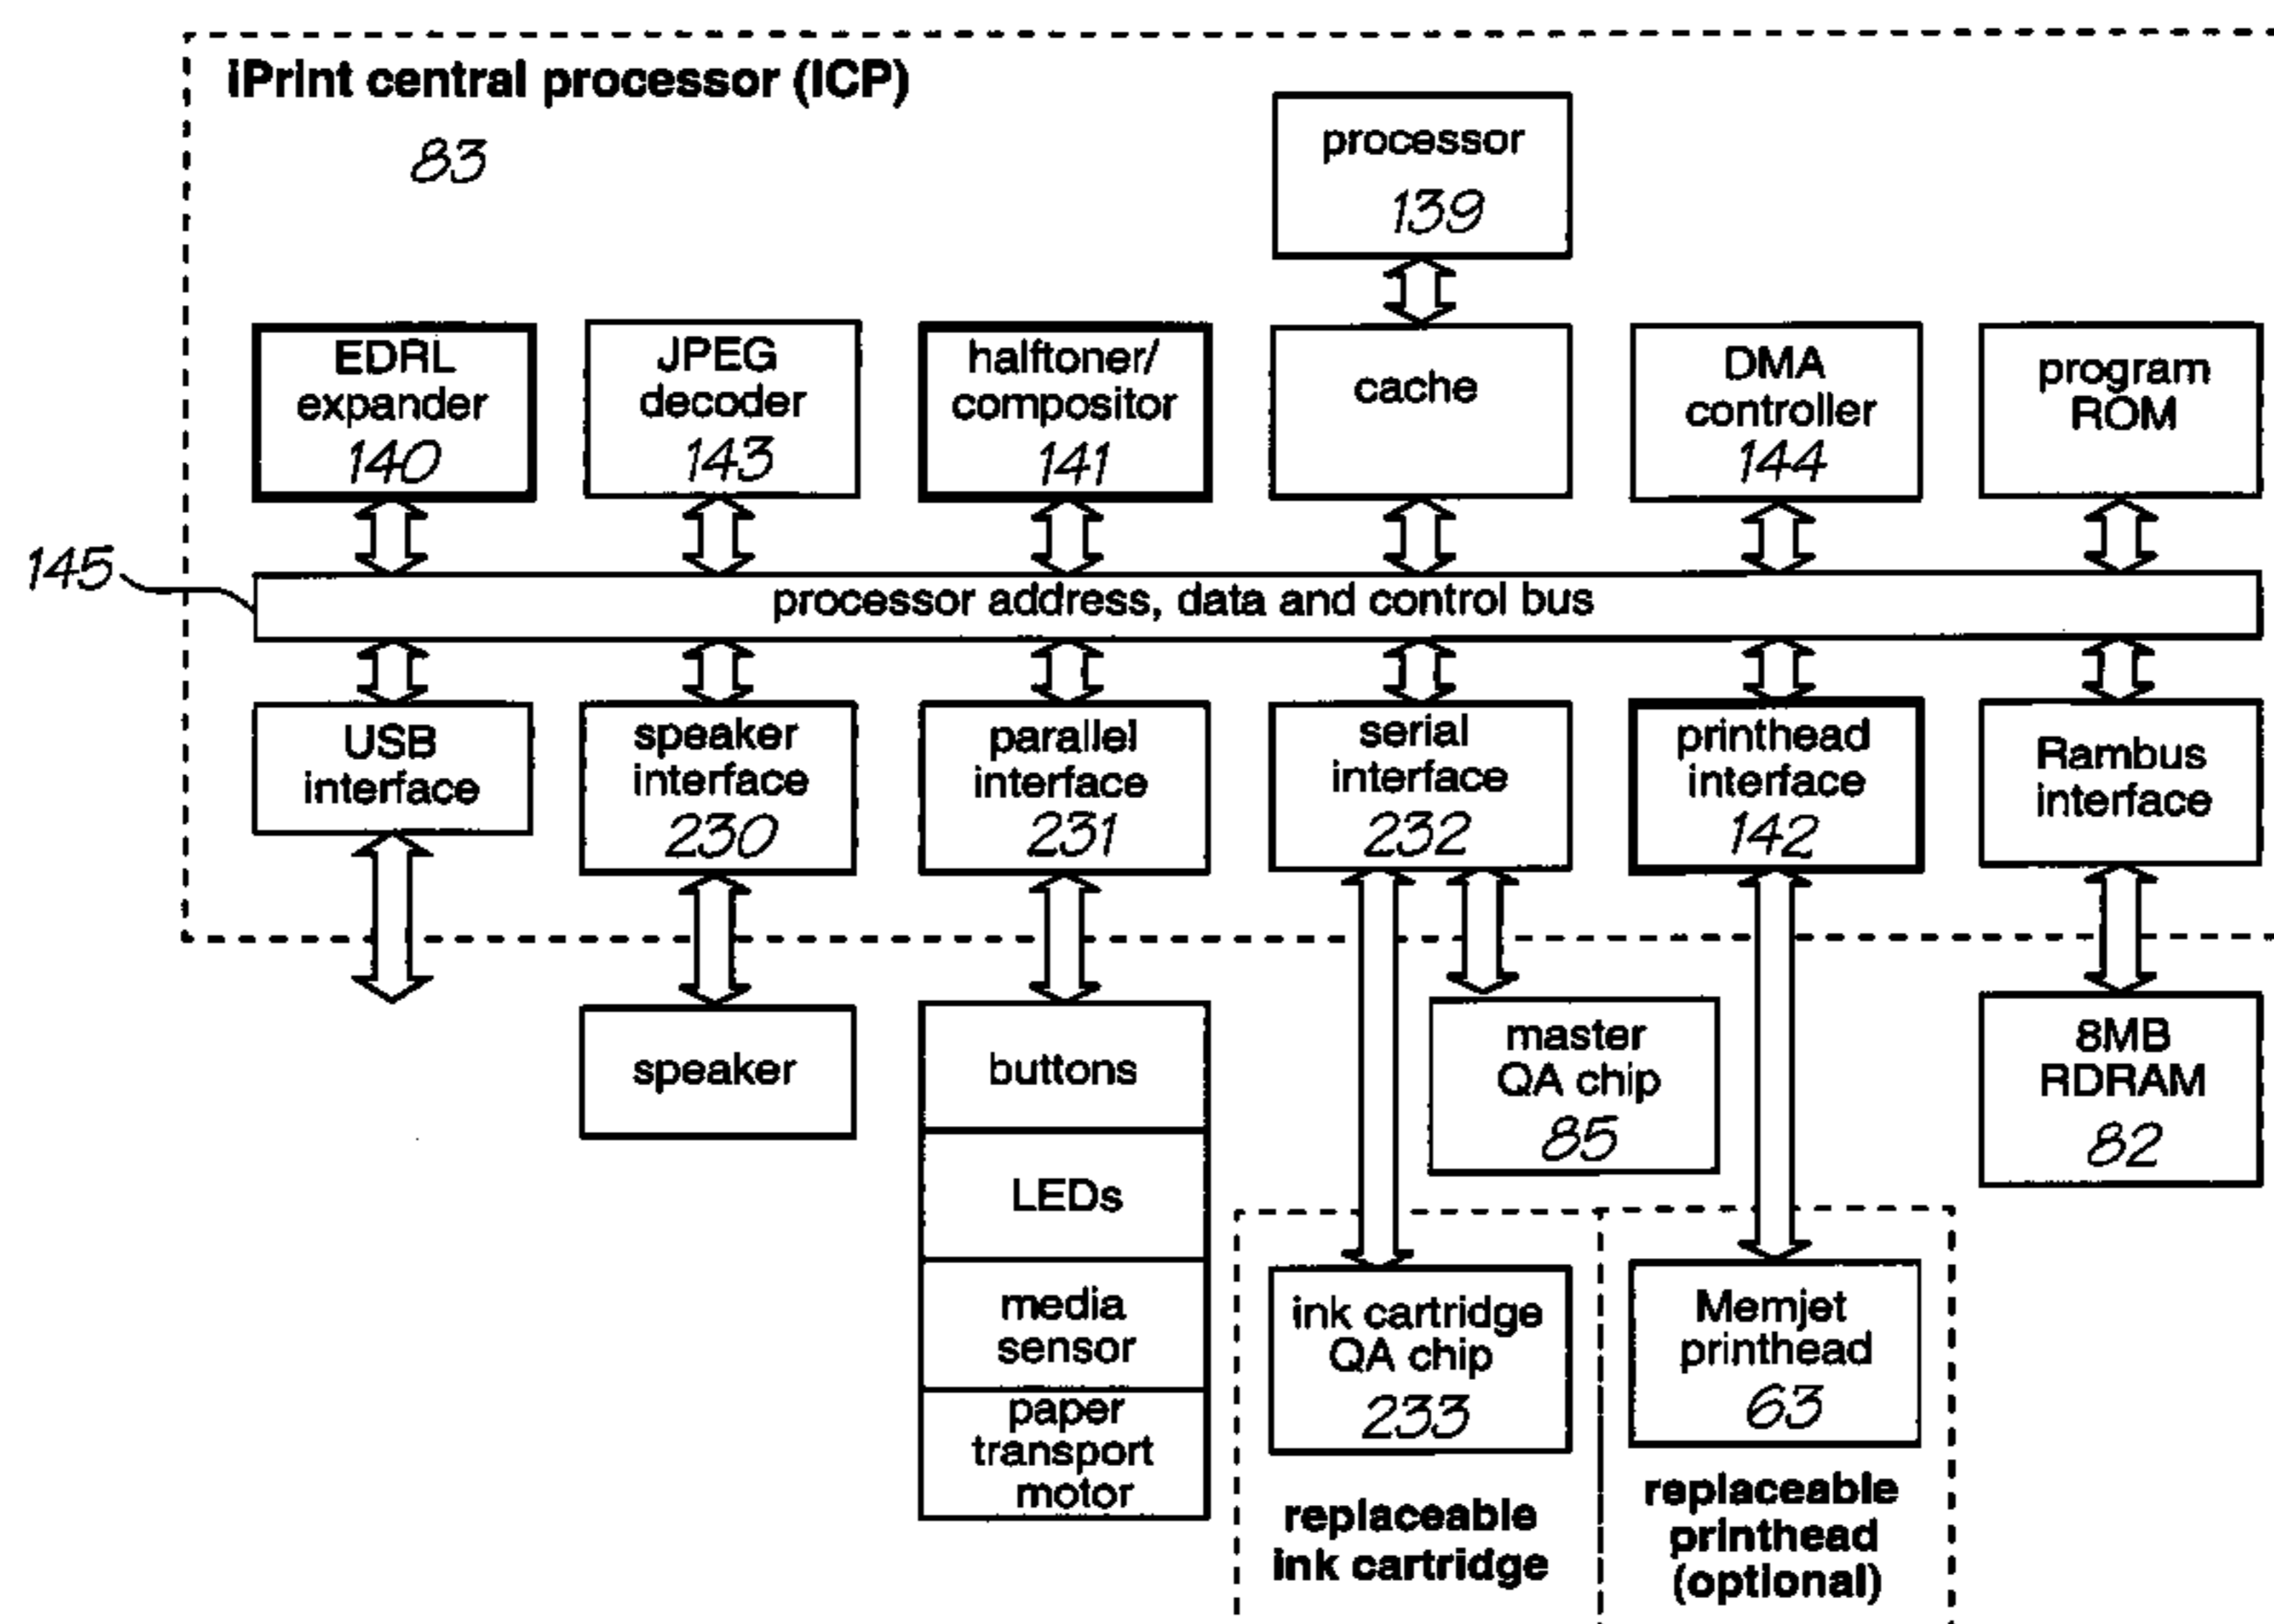 iPrint central processor (ICP)
83
processor
139
EDRL
expander
140
JPEG
decoder
143
halftoner/
compositor
141
cache
DMA
controller
144
program
ROM
145
processor address, data and control bus
USB
interface
speaker
interface
230
parallel
interface
231
serial
interface
232
printhead
interface
142
Rambus
interface
speaker
buttons
LEDs
media
sensor
paper
transport
motor
master
QA chip
85
8MB
RDRAM
82
ink cartridge
QA chip
233
replaceable
ink cartridge
Memjet
printhead
63
replaceable
printhead
(optional)